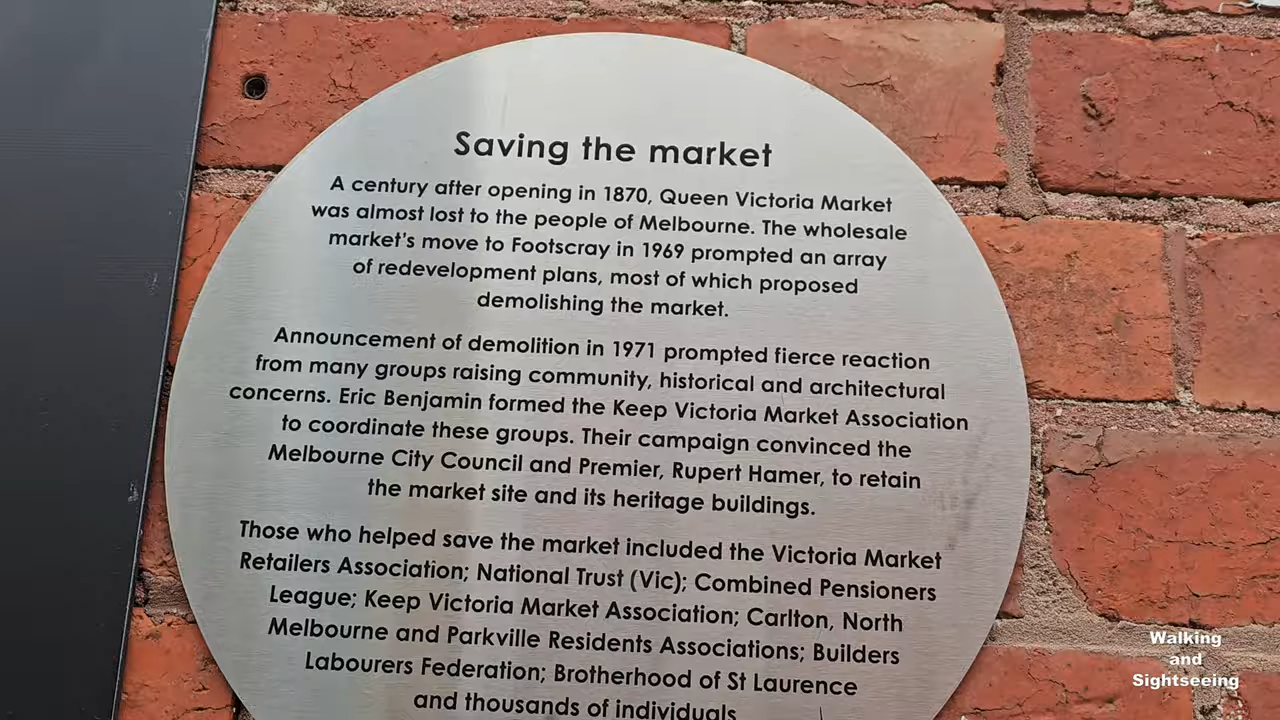 Saving the market
A century after opening in 1870, Queen Victoria Market
was almost lost to the people of Melbourne. The wholesale
market's move to Footscray in 1969 prompted an array
of redevelopment plans, most of which proposed
demolishing the market.
Announcement of demolition in 1971 prompted fierce reaction
from many groups raising community, historical and architectural
concerns. Eric Benjamin formed the Keep Victoria Market Association
to coordinate these groups. Their campaign convinced the
Melbourne City Council and Premier, Rupert Hamer, to retain
the market site and its heritage buildings.
Those who helped save the market included the Victoria Market
Retailers Association; National Trust (Vic); Combined Pensioners
League; Keep Victoria Market Association; Carlton, North
Melbourne and Parkville Residents Associations; Builders
Labourers Federation; Brotherhood of St Laurence
and thousands of individuals
Walking
and
Sightseeing